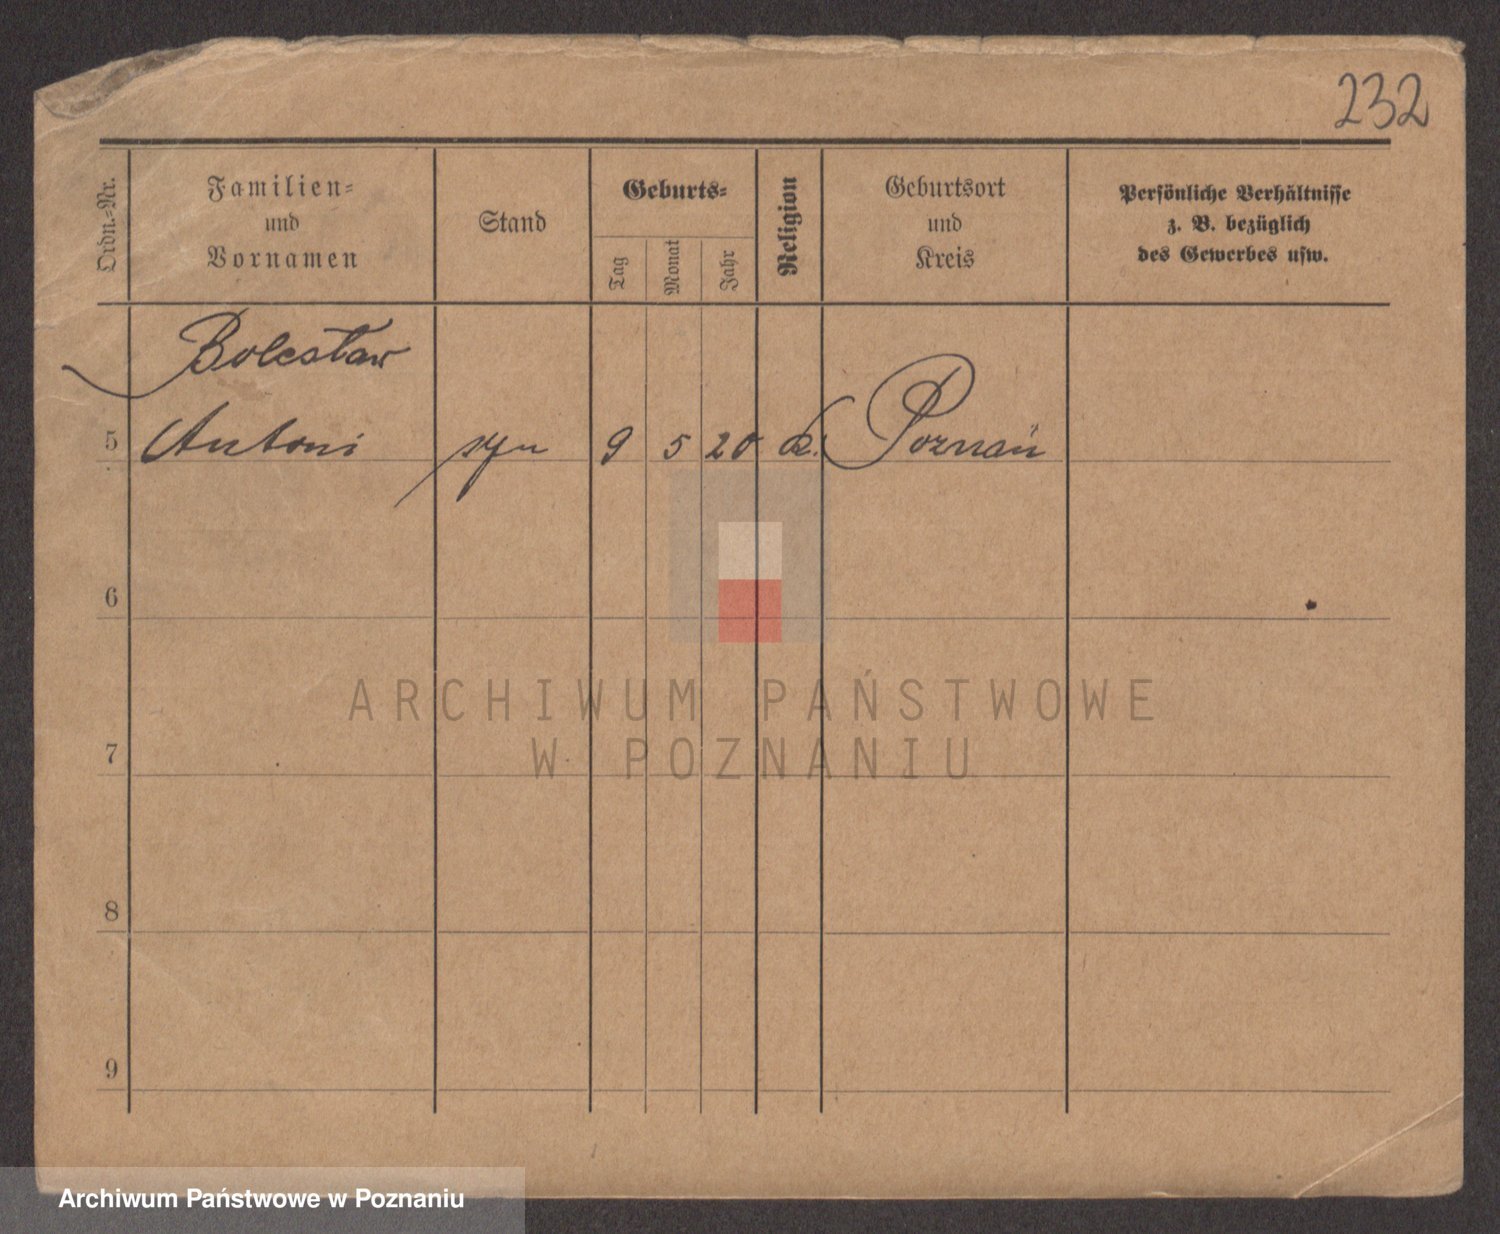 232
Ordn.-Nr.
Familien-
und
Vornamen
Stand
Geburts-
Tag
Monat
Jahr
Religion
Geburtsort
und
Kreis
Persönliche Verhältnisse
z. B. bezüglich
des Gewerbes usw.
Bolesław
5 Antoni syn 9 5 20 k. Poznań
6
7
8
9
ARCHIWUM PAŃSTWOWE
W POZNANIU
Archiwum Państwowe w Poznaniu